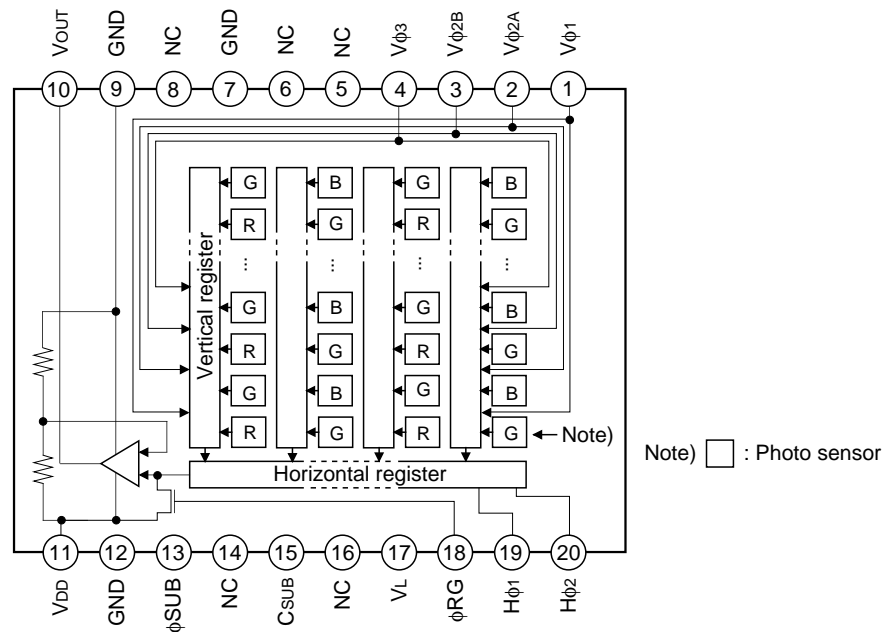 VOUT GND NC GND NC NC Vϕ3 Vϕ2B Vϕ2A Vϕ1
10 9 8 7 6 5 4 3 2 1
G B G B
R G R G
... ... ... ...
Vertical register
G B G B
R G R G
G B G B
R G R G
Note)
Note) : Photo sensor
Horizontal register
11 12 13 14 15 16 17 18 19 20
VDD GND ϕSUB NC CSUB NC VL ϕRG Hϕ1 Hϕ2